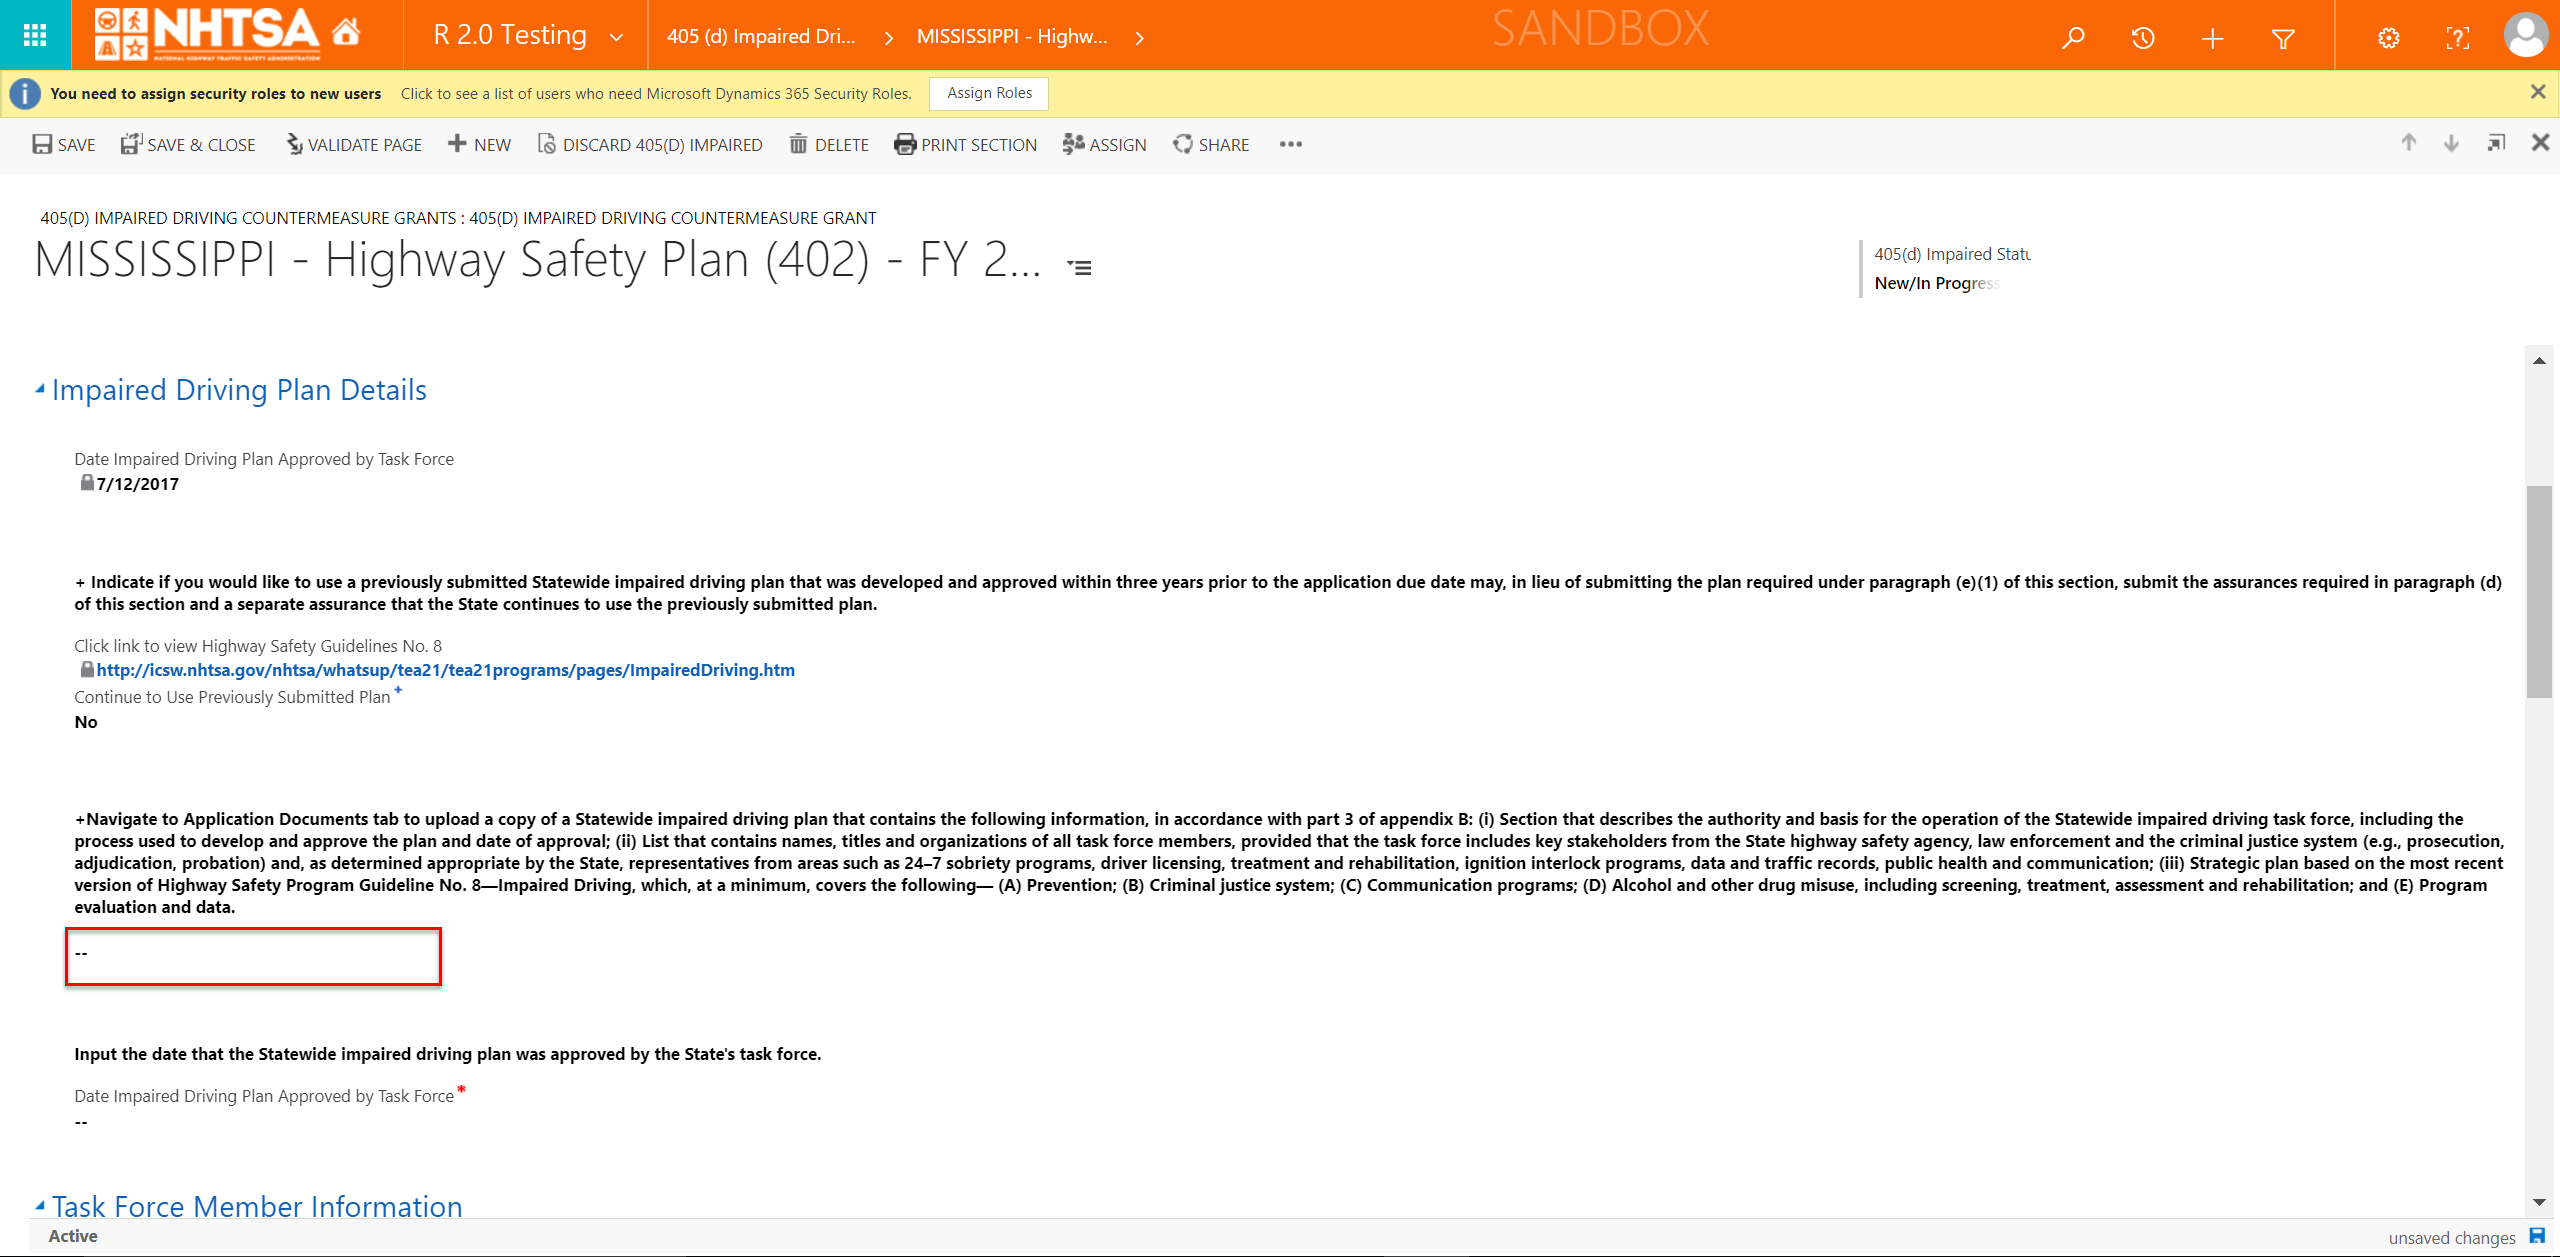 NHTSA
NATIONAL HIGHWAY TRAFFIC SAFETY ADMINISTRATION
R 2.0 Testing
405 (d) Impaired Dri...
MISSISSIPPI - Highw...
SANDBOX
You need to assign security roles to new users Click to see a list of users who need Microsoft Dynamics 365 Security Roles. Assign Roles
SAVE SAVE & CLOSE VALIDATE PAGE NEW DISCARD 405(D) IMPAIRED DELETE PRINT SECTION ASSIGN SHARE
405(D) IMPAIRED DRIVING COUNTERMEASURE GRANTS : 405(D) IMPAIRED DRIVING COUNTERMEASURE GRANT
MISSISSIPPI - Highway Safety Plan (402) - FY 2...
405(d) Impaired Statu
New/In Progress
Impaired Driving Plan Details
Date Impaired Driving Plan Approved by Task Force
7/12/2017
+ Indicate if you would like to use a previously submitted Statewide impaired driving plan that was developed and approved within three years prior to the application due date may, in lieu of submitting the plan required under paragraph (e)(1) of this section, submit the assurances required in paragraph (d)
of this section and a separate assurance that the State continues to use the previously submitted plan.
Click link to view Highway Safety Guidelines No. 8
http://icsw.nhtsa.gov/nhtsa/whatsup/tea21/tea21programs/pages/ImpairedDriving.htm
Continue to Use Previously Submitted Plan +
No
+Navigate to Application Documents tab to upload a copy of a Statewide impaired driving plan that contains the following information, in accordance with part 3 of appendix B: (i) Section that describes the authority and basis for the operation of the Statewide impaired driving task force, including the
process used to develop and approve the plan and date of approval; (ii) List that contains names, titles and organizations of all task force members, provided that the task force includes key stakeholders from the State highway safety agency, law enforcement and the criminal justice system (e.g., prosecution,
adjudication, probation) and, as determined appropriate by the State, representatives from areas such as 24–7 sobriety programs, driver licensing, treatment and rehabilitation, ignition interlock programs, data and traffic records, public health and communication; (iii) Strategic plan based on the most recent
version of Highway Safety Program Guideline No. 8—Impaired Driving, which, at a minimum, covers the following— (A) Prevention; (B) Criminal justice system; (C) Communication programs; (D) Alcohol and other drug misuse, including screening, treatment, assessment and rehabilitation; and (E) Program
evaluation and data.
--
Input the date that the Statewide impaired driving plan was approved by the State's task force.
Date Impaired Driving Plan Approved by Task Force *
--
Task Force Member Information
Active
unsaved changes